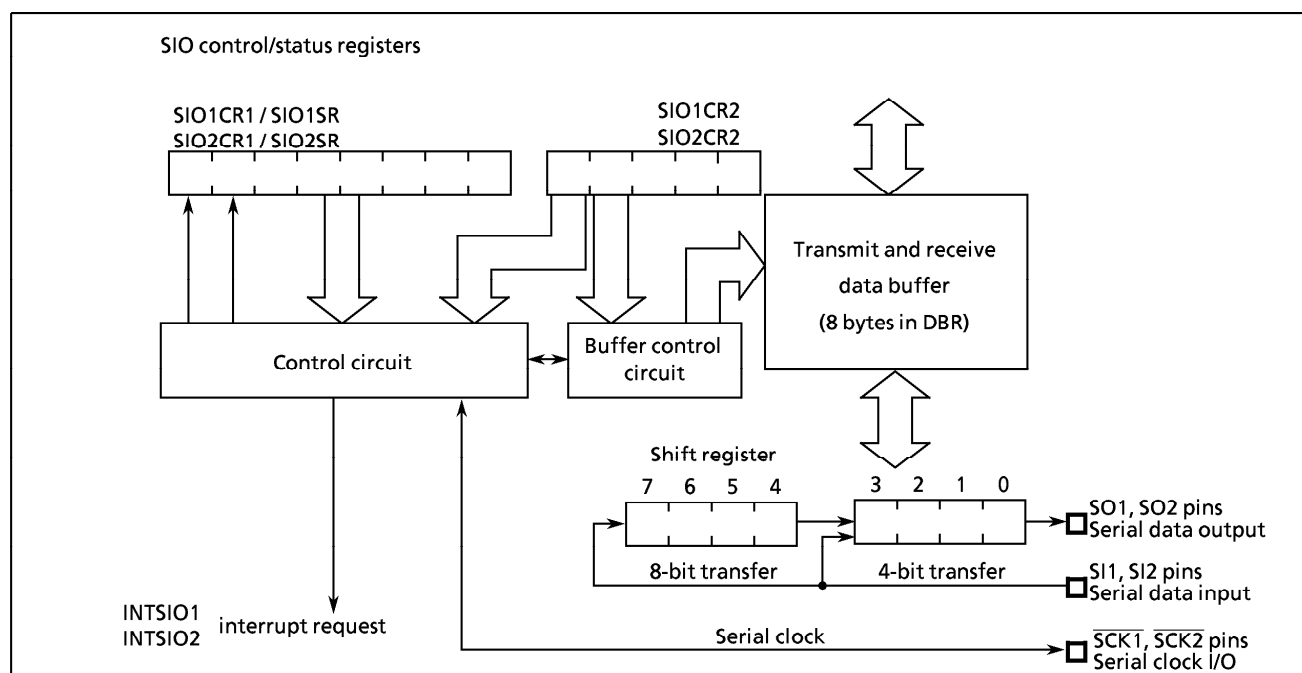 SIO control/status registers
SIO1CR1 / SIO1SR
SIO2CR1 / SIO2SR
SIO1CR2
SIO2CR2
Transmit and receive
data buffer
(8 bytes in DBR)
Control circuit
Buffer control
circuit
Shift register
7 6 5 4
3 2 1 0
SO1, SO2 pins
Serial data output
8-bit transfer
4-bit transfer
SI1, SI2 pins
Serial data input
INTSIO1
INTSIO2
interrupt request
Serial clock
SCK1, SCK2 pins
Serial clock I/O